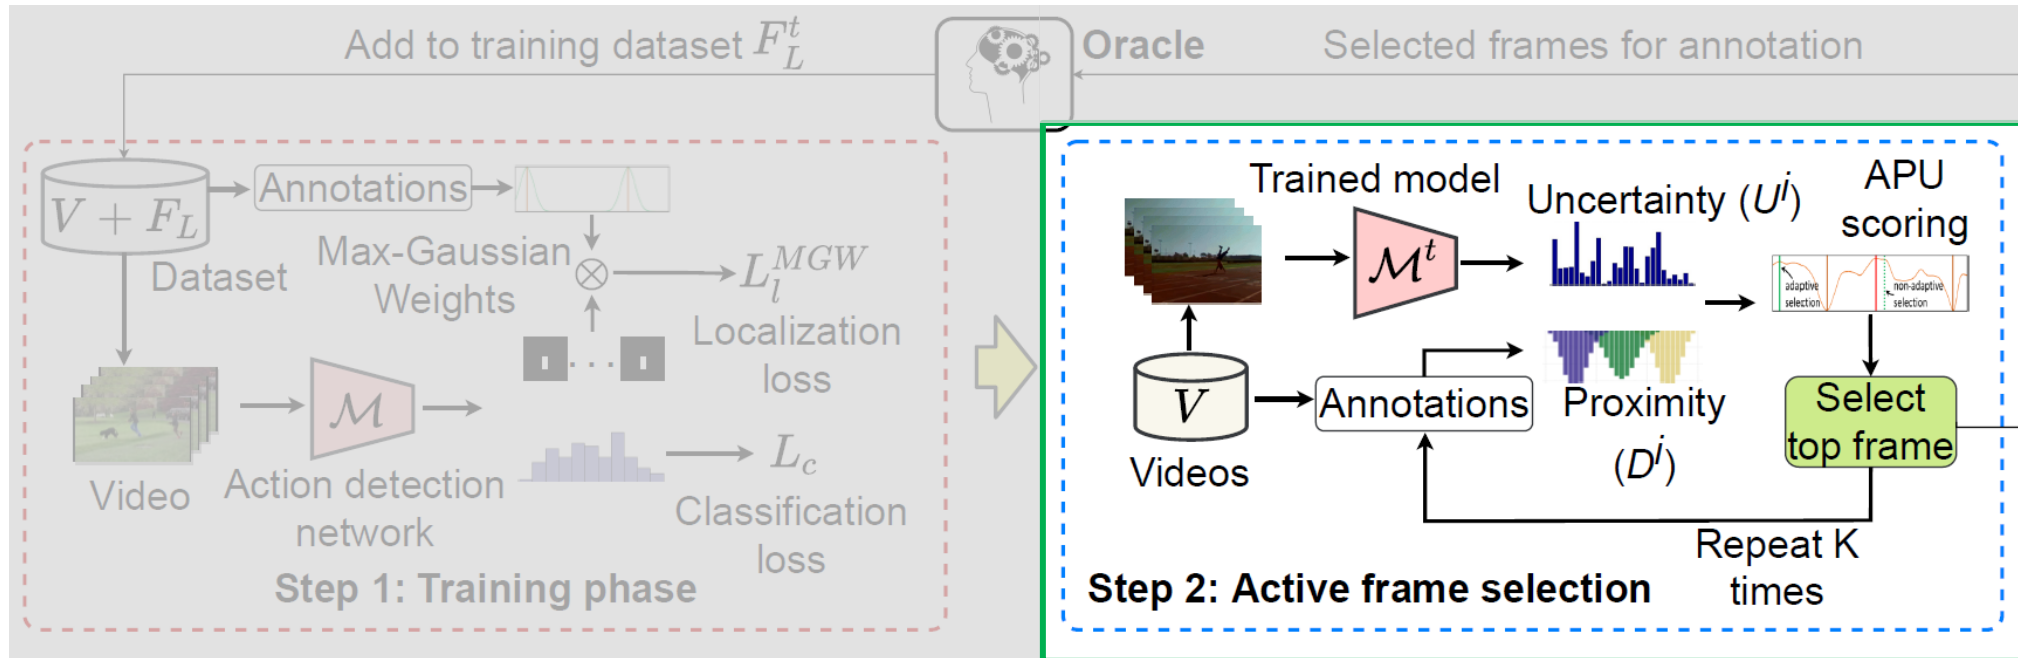 Add to training dataset F_L^t
Oracle
Selected frames for annotation
V + F_L
Dataset
Annotations
Max-Gaussian
Weights
L_l^{MGW}
Localization
loss
Video
M
Action detection
network
L_c
Classification
loss
Step 1: Training phase
Trained model
M^t
Uncertainty (U^i)
APU
scoring
adaptive
selection
non-adaptive
selection
V
Videos
Annotations
Proximity
(D^i)
Select
top frame
Repeat K
times
Step 2: Active frame selection